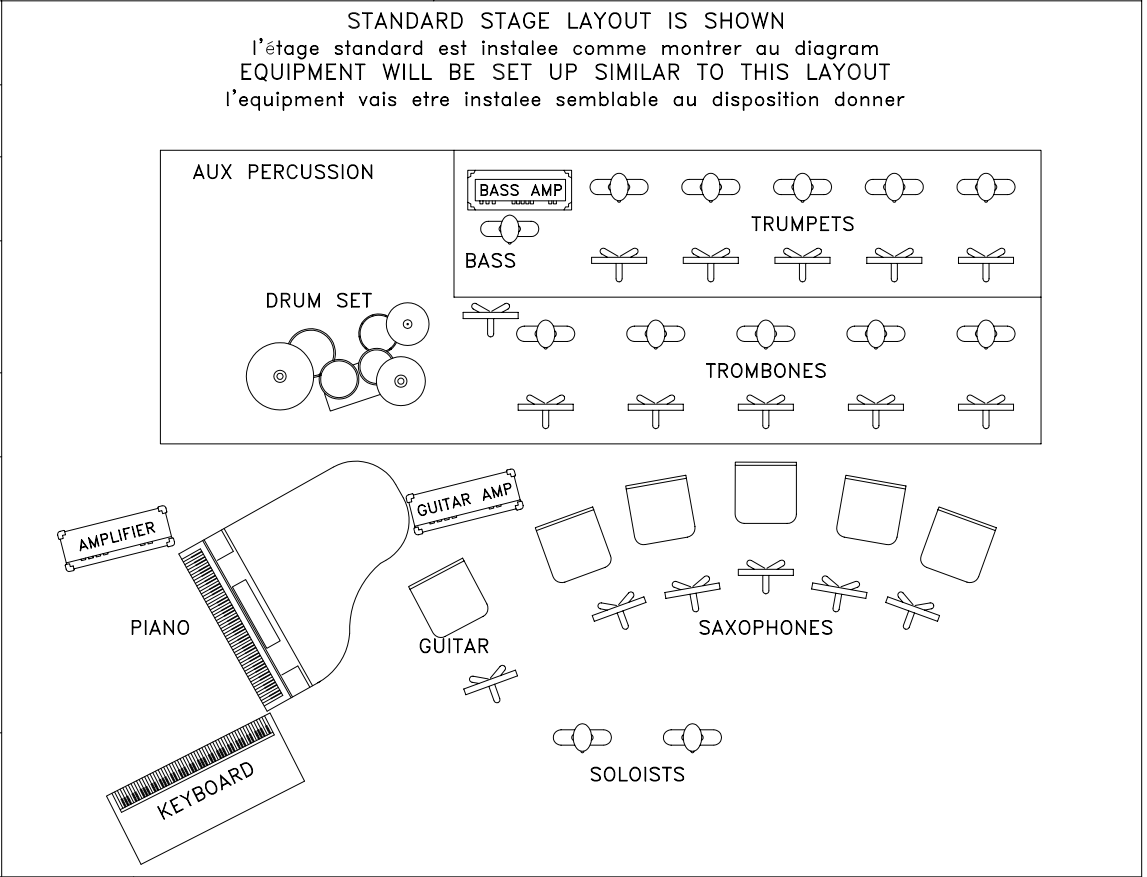 STANDARD STAGE LAYOUT IS SHOWN
l'étage standard est instalee comme montrer au diagram
EQUIPMENT WILL BE SET UP SIMILAR TO THIS LAYOUT
l'equipment vais etre instalee semblable au disposition donner
AUX PERCUSSION
BASS AMP
TRUMPETS
BASS
DRUM SET
TROMBONES
GUITAR AMP
AMPLIFIER
PIANO
SAXOPHONES
GUITAR
KEYBOARD
SOLOISTS